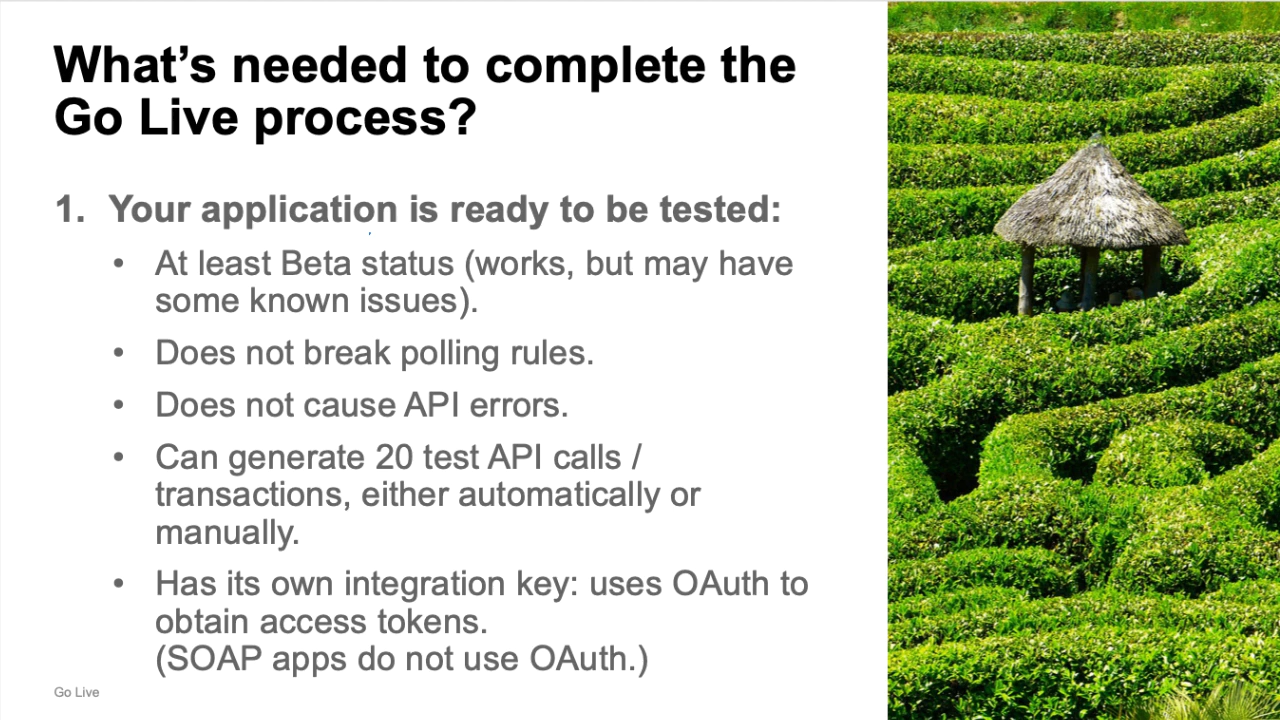 What’s needed to complete the
Go Live process?
1. Your application is ready to be tested:
• At least Beta status (works, but may have
some known issues).
• Does not break polling rules.
• Does not cause API errors.
• Can generate 20 test API calls /
transactions, either automatically or
manually.
• Has its own integration key: uses OAuth to
obtain access tokens.
(SOAP apps do not use OAuth.)
Go Live